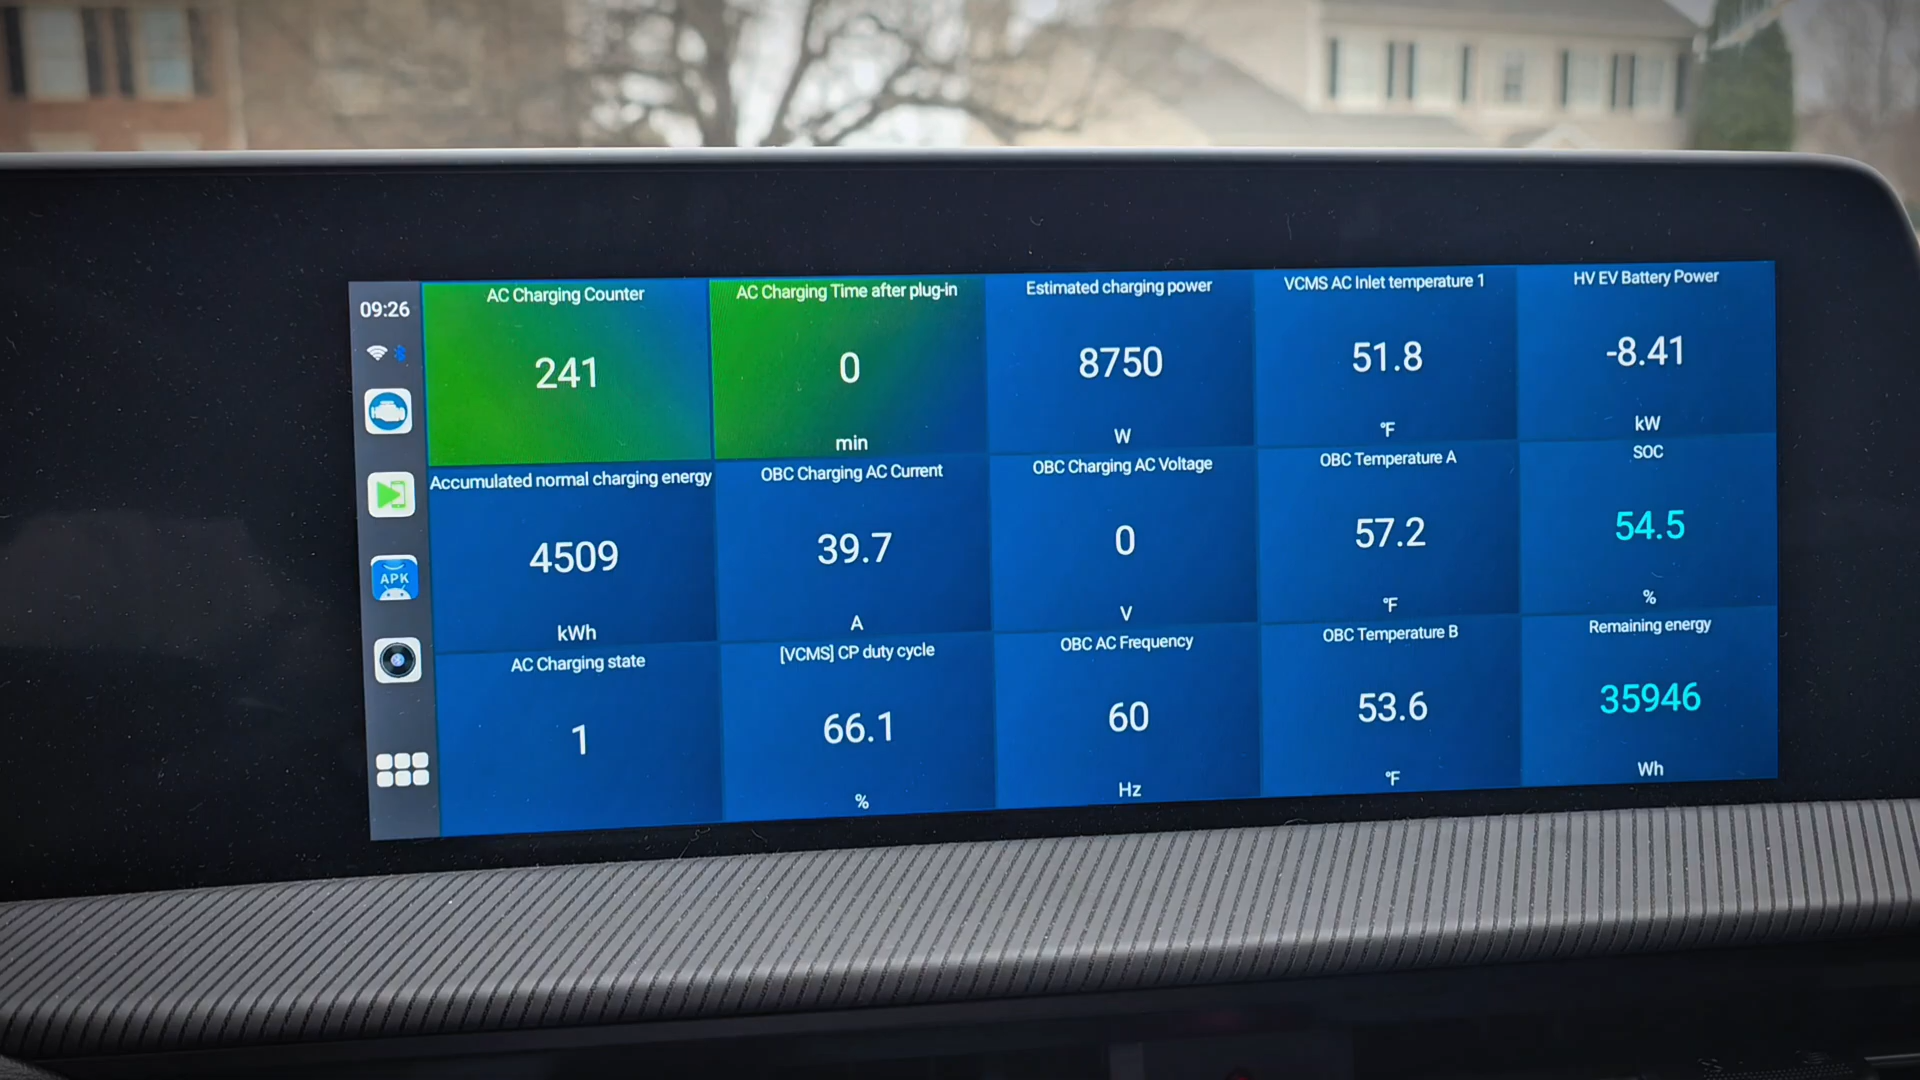 09:26
APK
AC Charging Counter
241
AC Charging Time after plug-in
0
min
Estimated charging power
8750
W
VCMS AC Inlet temperature 1
51.8
°F
HV EV Battery Power
-8.41
kW
Accumulated normal charging energy
4509
kWh
OBC Charging AC Current
39.7
A
OBC Charging AC Voltage
0
V
OBC Temperature A
57.2
°F
SOC
54.5
%
AC Charging state
1
[VCMS] CP duty cycle
66.1
%
OBC AC Frequency
60
Hz
OBC Temperature B
53.6
°F
Remaining energy
35946
Wh